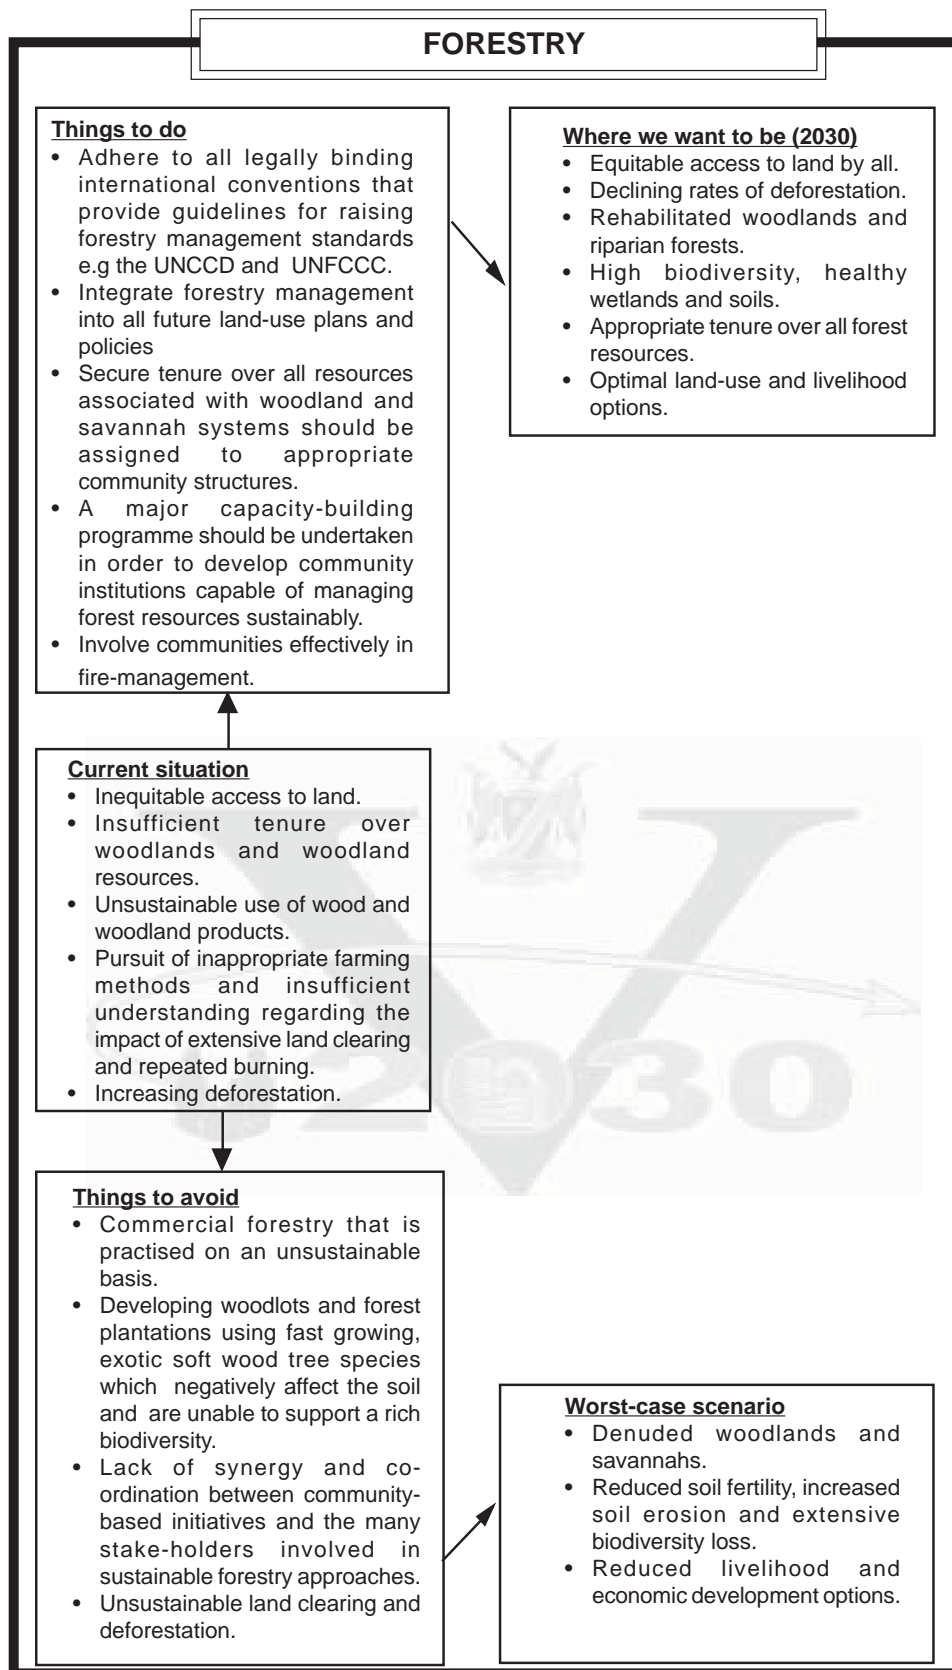 FORESTRY
Things to do
• Adhere to all legally binding
international conventions that
provide guidelines for raising
forestry management standards
e.g the UNCCD and UNFCCC.
• Integrate forestry management
into all future land-use plans and
policies
• Secure tenure over all resources
associated with woodland and
savannah systems should be
assigned to appropriate
community structures.
• A major capacity-building
programme should be undertaken
in order to develop community
institutions capable of managing
forest resources sustainably.
• Involve communities effectively in
fire-management.
Where we want to be (2030)
• Equitable access to land by all.
• Declining rates of deforestation.
• Rehabilitated woodlands and
riparian forests.
• High biodiversity, healthy
wetlands and soils.
• Appropriate tenure over all forest
resources.
• Optimal land-use and livelihood
options.
Current situation
• Inequitable access to land.
• Insufficient tenure over
woodlands and woodland
resources.
• Unsustainable use of wood and
woodland products.
• Pursuit of inappropriate farming
methods and insufficient
understanding regarding the
impact of extensive land clearing
and repeated burning.
• Increasing deforestation.
V
2030
Things to avoid
• Commercial forestry that is
practised on an unsustainable
basis.
• Developing woodlots and forest
plantations using fast growing,
exotic soft wood tree species
which negatively affect the soil
and are unable to support a rich
biodiversity.
• Lack of synergy and co-
ordination between community-
based initiatives and the many
stake-holders involved in
sustainable forestry approaches.
• Unsustainable land clearing and
deforestation.
Worst-case scenario
• Denuded woodlands and
savannahs.
• Reduced soil fertility, increased
soil erosion and extensive
biodiversity loss.
• Reduced livelihood and
economic development options.